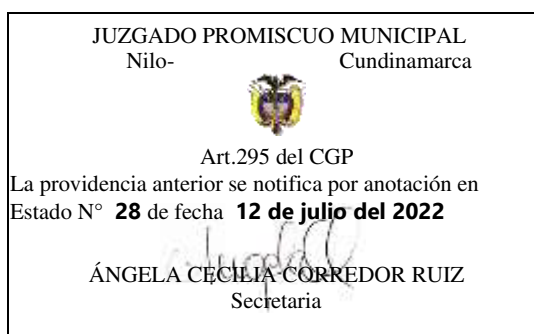 JUZGADO PROMISCUO MUNICIPAL
Nilo- Cundinamarca
Art.295 del CGP
La providencia anterior se notifica por anotación en
Estado N° 28 de fecha 12 de julio del 2022
ÁNGELA CECILIA CORREDOR RUIZ
Secretaria